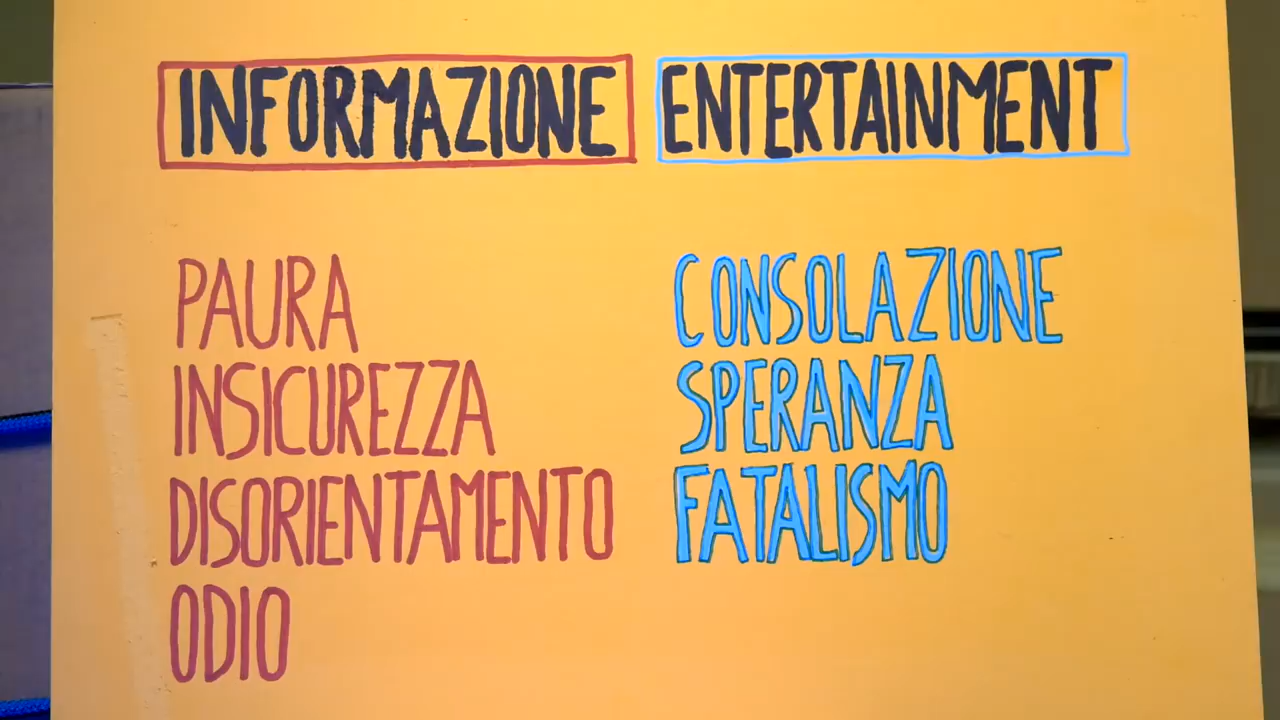 INFORMAZIONE
PAURA
INSICUREZZA
DISORIENTAMENTO
ODIO
ENTERTAINMENT
CONSOLAZIONE
SPERANZA
FATALISMO